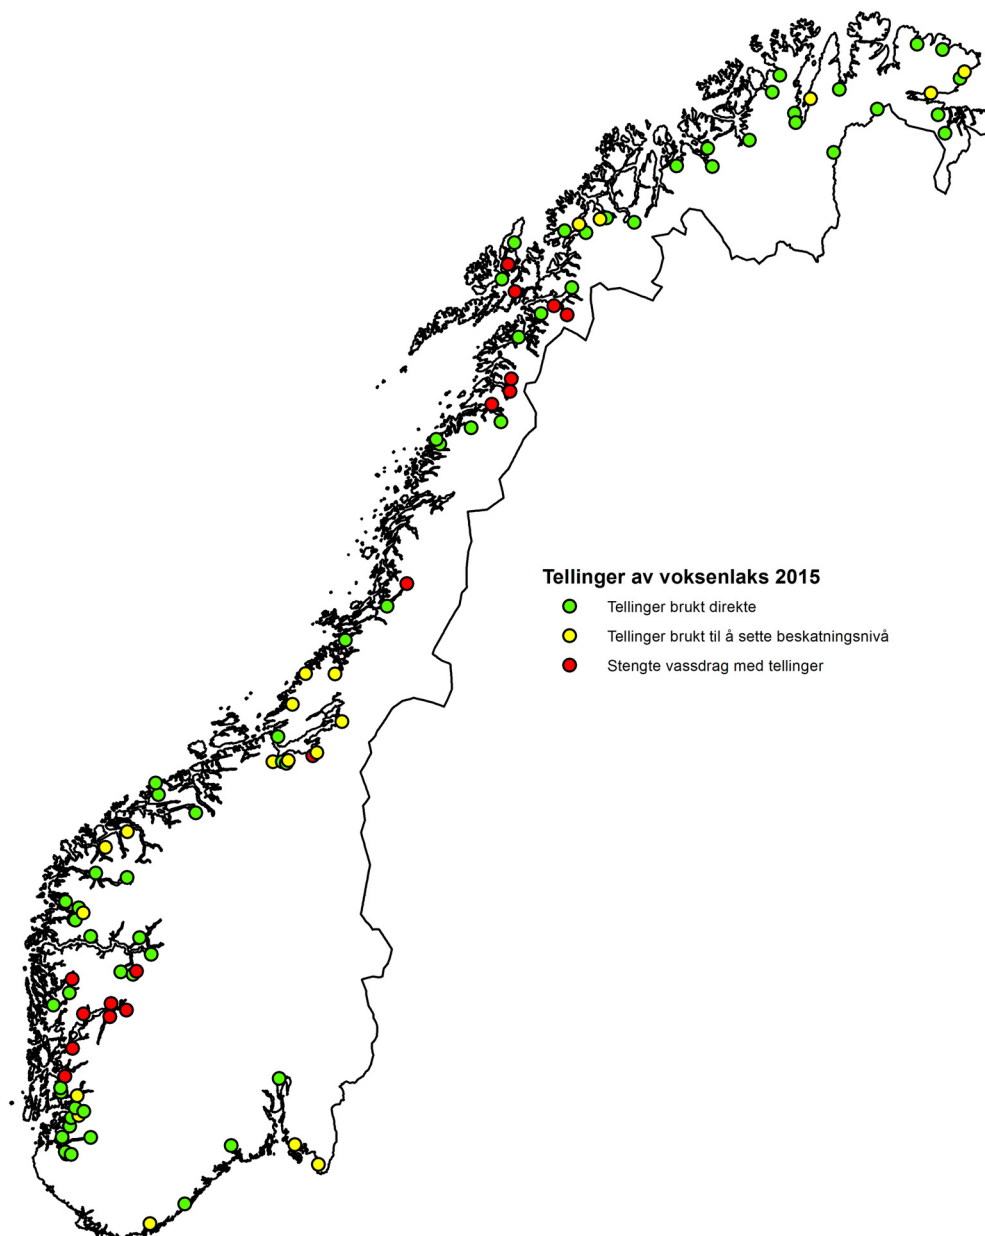 Tellinger av voksenlaks 2015
Tellinger brukt direkte
Tellinger brukt til å sette beskatningsnivå
Stengte vassdrag med tellinger